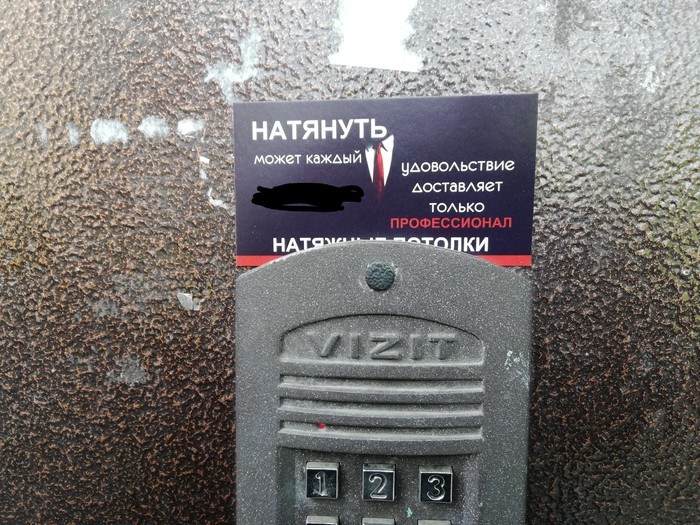 НАТЯНУТЬ
может каждый
удовольствие
доставляет
только
ПРОФЕССИОНАЛ
НАТЯЖНЫЕ ПОТОЛКИ
VIZIT
1 2 3